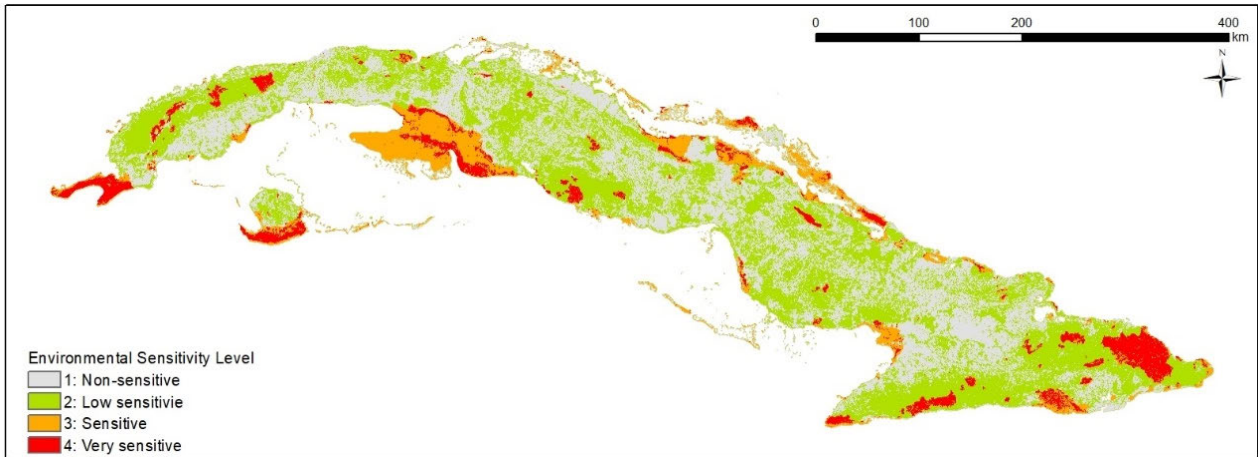 0 100 200 400
km
N
Environmental Sensitivity Level
1: Non-sensitive
2: Low sensitivie
3: Sensitive
4: Very sensitive